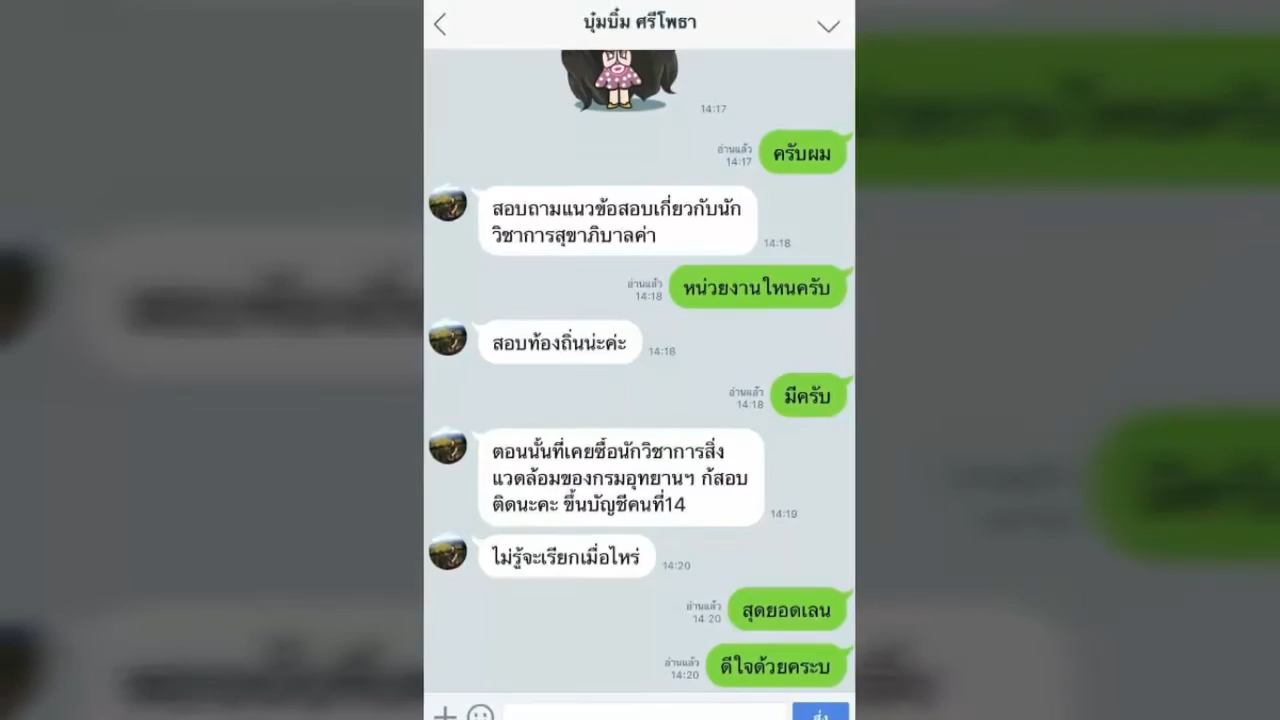 บุ๋มบิ๋ม ศรีโพธา
14:17
ครับผม
อ่านแล้ว
14:17
สอบถามแนวข้อสอบเกี่ยวกับนัก
วิชาการสุขาภิบาลค่า
14:18
หน่วยงานใหนครับ
อ่านแล้ว
14:18
สอบท้องถิ่นน่ะค่ะ
14:18
มีครับ
อ่านแล้ว
14:18
ตอนนั้นที่เคยซื้อนักวิชาการสิ่ง
แวดล้อมของกรมอุทยานฯ ก้สอบ
ติดนะคะ ขึ้นบัญชีคนที่14
14:19
ไม่รู้จะเรียกเมื่อไหร่
14:20
สุดยอดเลน
อ่านแล้ว
14:20
ดีใจด้วยคระบ
อ่านแล้ว
14:20
ส่ง